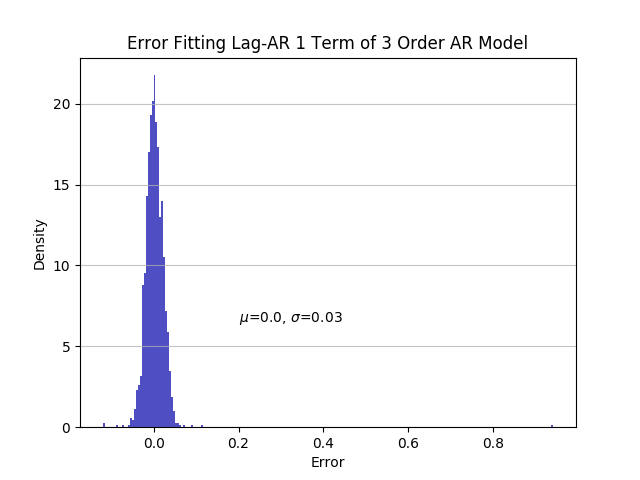 Error Fitting Lag-AR 1 Term of 3 Order AR Model
20
15
10
5
0
Density
μ=0.0, σ=0.03
0.0 0.2 0.4 0.6 0.8
Error